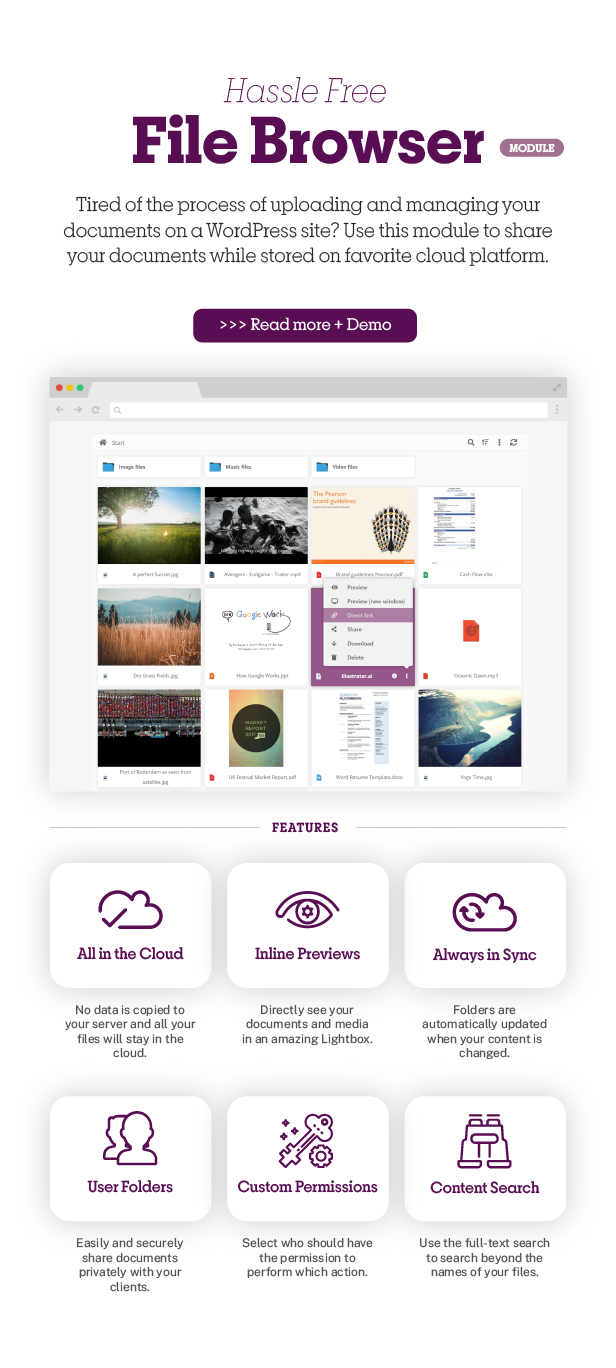 Hassle Free
File Browser
MODULE
Tired of the process of uploading and managing your
documents on a WordPress site? Use this module to share
your documents while stored on favorite cloud platform.
>>> Read more + Demo
Start
Image files
Music files
Video files
The Pearson
brand guidelines
A perfect Sunset.jpg
Avengers - Endgame - Trailer.mp4
Brand guidelines Pearson.pdf
Cash Flow.xlsx
Preview
Preview (new window)
Direct link
Share
Download
Delete
Google Works
Dry Grass Fields.jpg
How Google Works.ppt
Illustrator.ai
Oceanic Dawn.mp3
MARKET
REPORT
2017
Port of Rotterdam as seen from
satellite.jpg
UK Festival Market Report.pdf
Word Resume Template.docx
Yoga Time.jpg
FEATURES
All in the Cloud
Inline Previews
Always in Sync
No data is copied to
your server and all your
files will stay in the
cloud.
Directly see your
documents and media
in an amazing Lightbox.
Folders are
automatically updated
when your content is
changed.
User Folders
Custom Permissions
Content Search
Easily and securely
share documents
privately with your
clients.
Select who should have
the permission to
perform which action.
Use the full-text search
to search beyond the
names of your files.